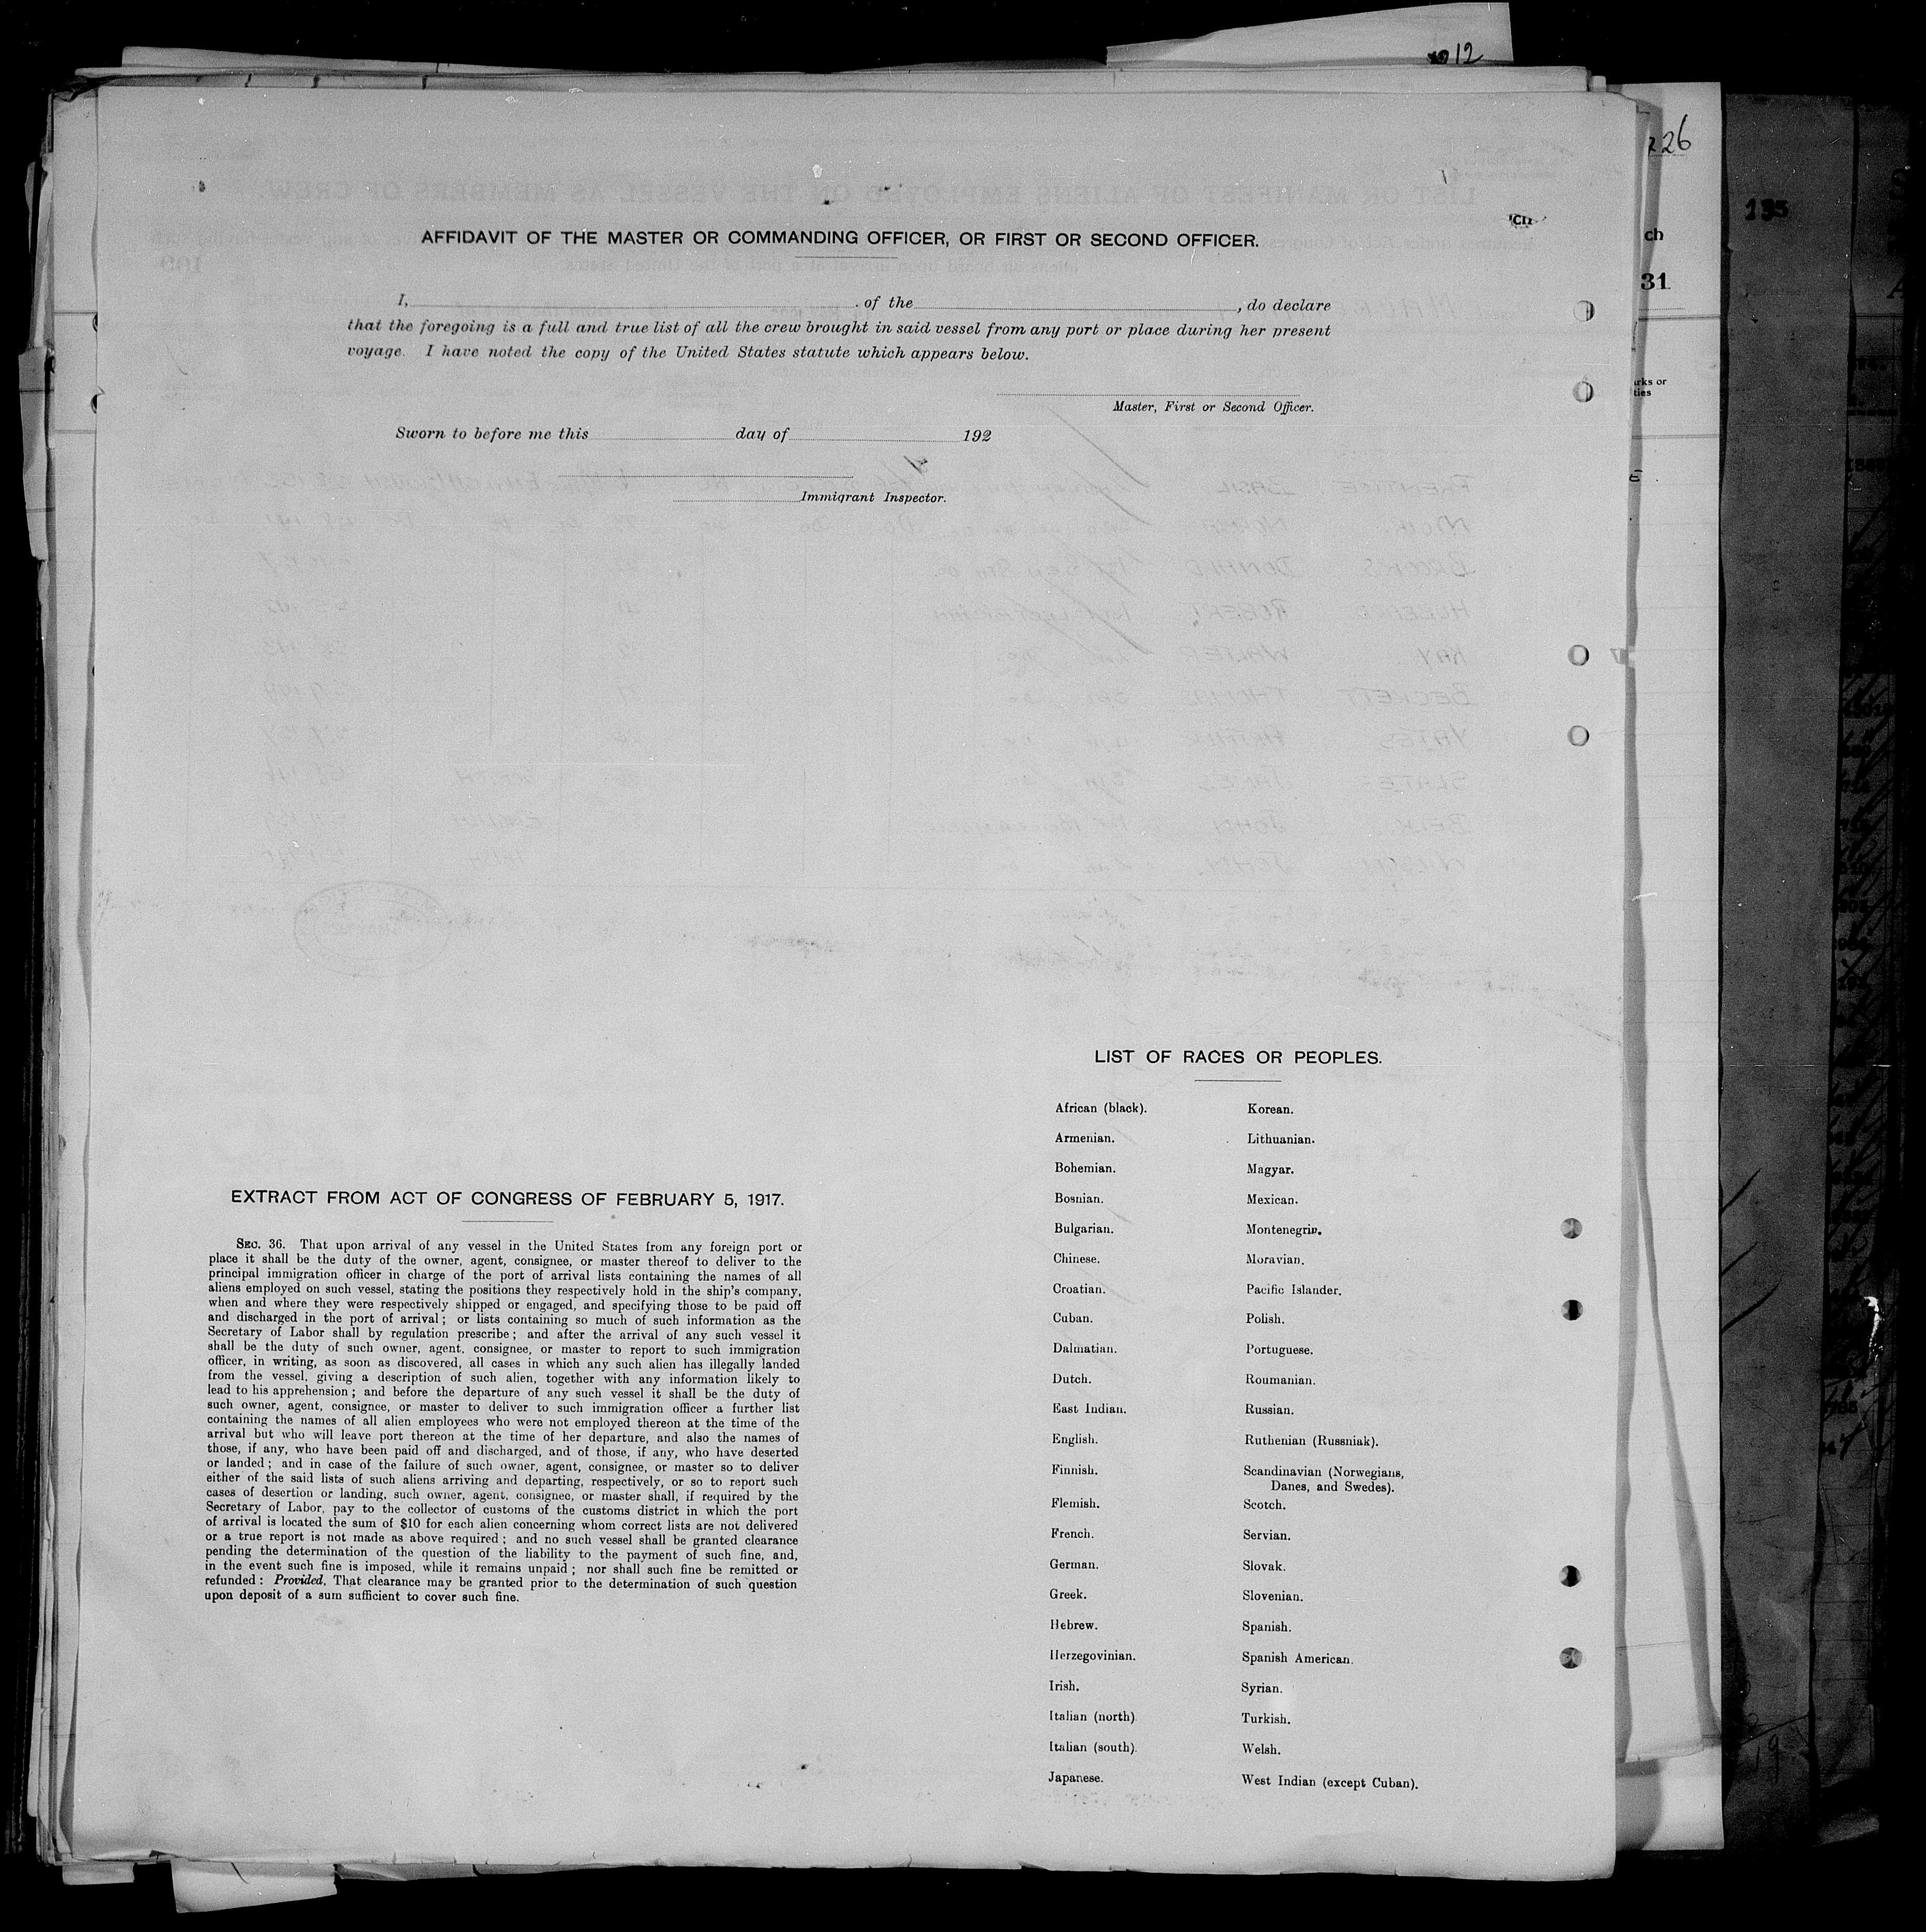 12
226
135
ch
31
AFFIDAVIT OF THE MASTER OR COMMANDING OFFICER, OR FIRST OR SECOND OFFICER.
I, of the , do declare
that the foregoing is a full and true list of all the crew brought in said vessel from any port or place during her present
voyage. I have noted the copy of the United States statute which appears below.
Master, First or Second Officer.
Sworn to before me this day of 192
Immigrant Inspector.
EXTRACT FROM ACT OF CONGRESS OF FEBRUARY 5, 1917.
SEC. 36. That upon arrival of any vessel in the United States from any foreign port or
place it shall be the duty of the owner, agent, consignee, or master thereof to deliver to the
principal immigration officer in charge of the port of arrival lists containing the names of all
aliens employed on such vessel, stating the positions they respectively hold in the ship's company,
when and where they were respectively shipped or engaged, and specifying those to be paid off
and discharged in the port of arrival; or lists containing so much of such information as the
Secretary of Labor shall by regulation prescribe; and after the arrival of any such vessel it
shall be the duty of such owner, agent, consignee, or master to report to such immigration
officer, in writing, as soon as discovered, all cases in which any such alien has illegally landed
from the vessel, giving a description of such alien, together with any information likely to
lead to his apprehension; and before the departure of any such vessel it shall be the duty of
such owner, agent, consignee, or master to deliver to such immigration officer a further list
containing the names of all alien employees who were not employed thereon at the time of the
arrival but who will leave port thereon at the time of her departure, and also the names of
those, if any, who have been paid off and discharged, and of those, if any, who have deserted
or landed; and in case of the failure of such owner, agent, consignee, or master so to deliver
either of the said lists of such aliens arriving and departing, respectively, or so to report such
cases of desertion or landing, such owner, agent, consignee, or master shall, if required by the
Secretary of Labor, pay to the collector of customs of the customs district in which the port
of arrival is located the sum of $10 for each alien concerning whom correct lists are not delivered
or a true report is not made as above required; and no such vessel shall be granted clearance
pending the determination of the question of the liability to the payment of such fine, and,
in the event such fine is imposed, while it remains unpaid; nor shall such fine be remitted or
refunded: Provided, That clearance may be granted prior to the determination of such question
upon deposit of a sum sufficient to cover such fine.
LIST OF RACES OR PEOPLES.
African (black).
Armenian.
Bohemian.
Bosnian.
Bulgarian.
Chinese.
Croatian.
Cuban.
Dalmatian.
Dutch.
East Indian.
English.
Finnish.
Flemish.
French.
German.
Greek.
Hebrew.
Herzegovinian.
Irish.
Italian (north).
Italian (south).
Japanese.
Korean.
Lithuanian.
Magyar.
Mexican.
Montenegrin.
Moravian.
Pacific Islander.
Polish.
Portuguese.
Roumanian.
Russian.
Ruthenian (Russniak).
Scandinavian (Norwegians,
Danes, and Swedes).
Scotch.
Servian.
Slovak.
Slovenian.
Spanish.
Spanish American.
Syrian.
Turkish.
Welsh.
West Indian (except Cuban).